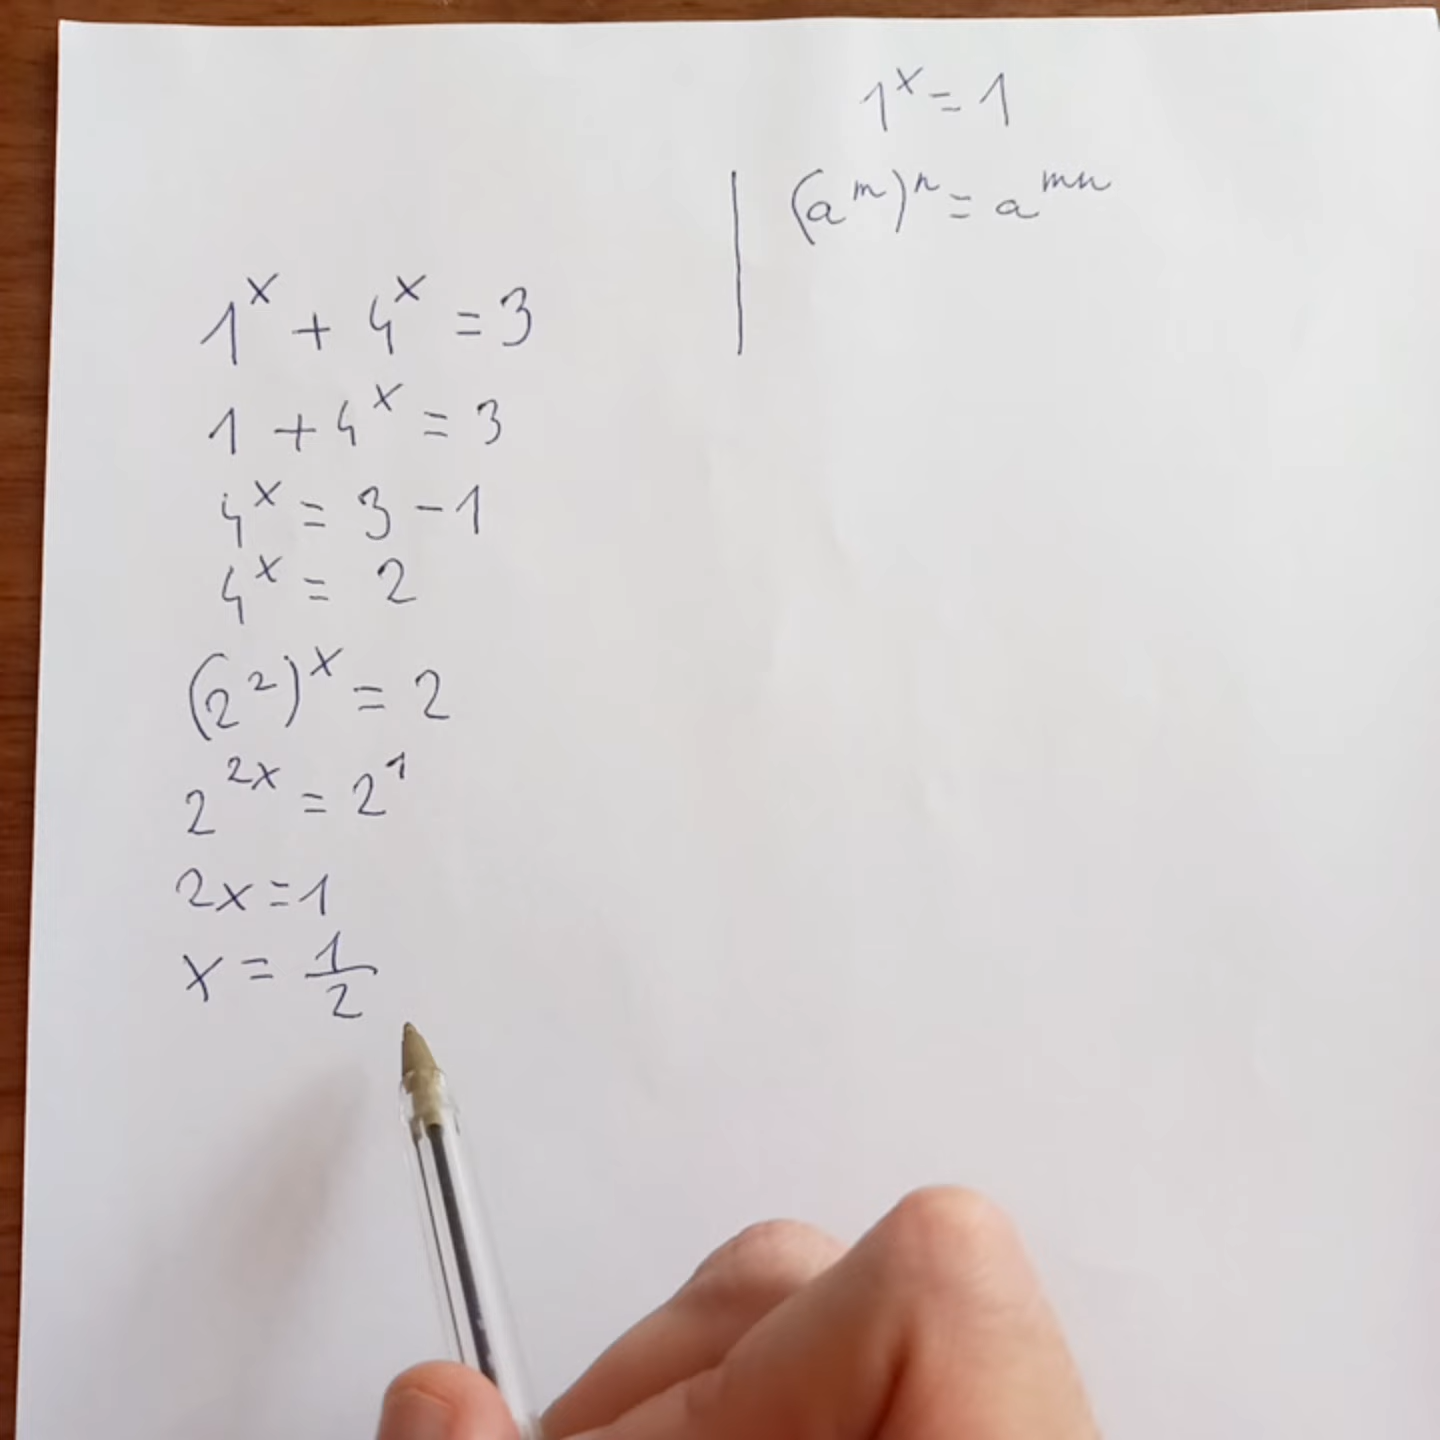 1^x = 1
(a^m)^n = a^mn
1^x + 4^x = 3
1 + 4^x = 3
4^x = 3 - 1
4^x = 2
(2^2)^x = 2
2^2x = 2^1
2x = 1
x = 1/2